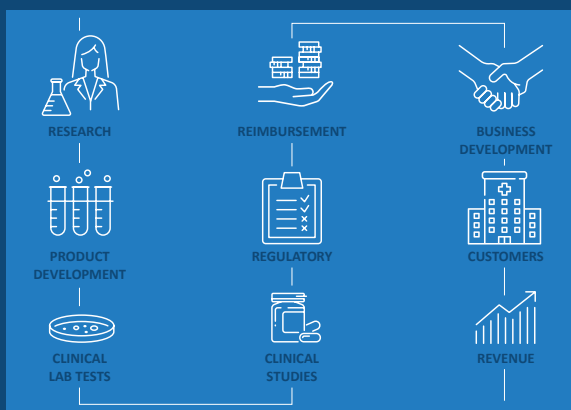 RESEARCH
PRODUCT
DEVELOPMENT
CLINICAL
LAB TESTS
CLINICAL
STUDIES
REGULATORY
REIMBURSEMENT
BUSINESS
DEVELOPMENT
CUSTOMERS
REVENUE